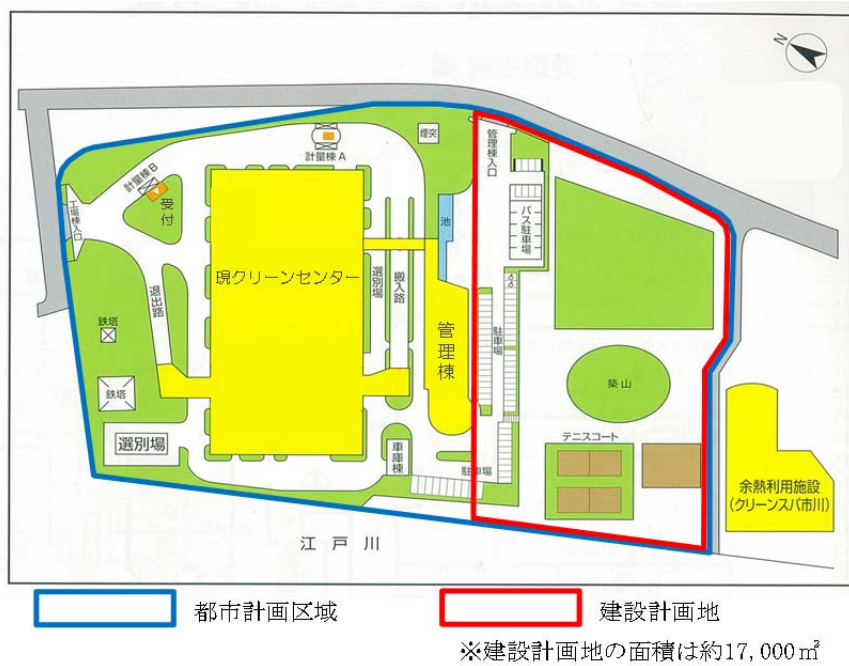 N
煙突
計量棟A
管理棟入口
計量棟B
受付
工場棟入口
バス駐車場
池
現クリーンセンター
選別場
搬入路
退出路
駐車場
管理棟
鉄塔
築山
鉄塔
テニスコート
選別場
車庫棟
駐車場
余熱利用施設
(クリーンスパ市川)
江戸川
都市計画区域
建設計画地
※建設計画地の面積は約17,000㎡